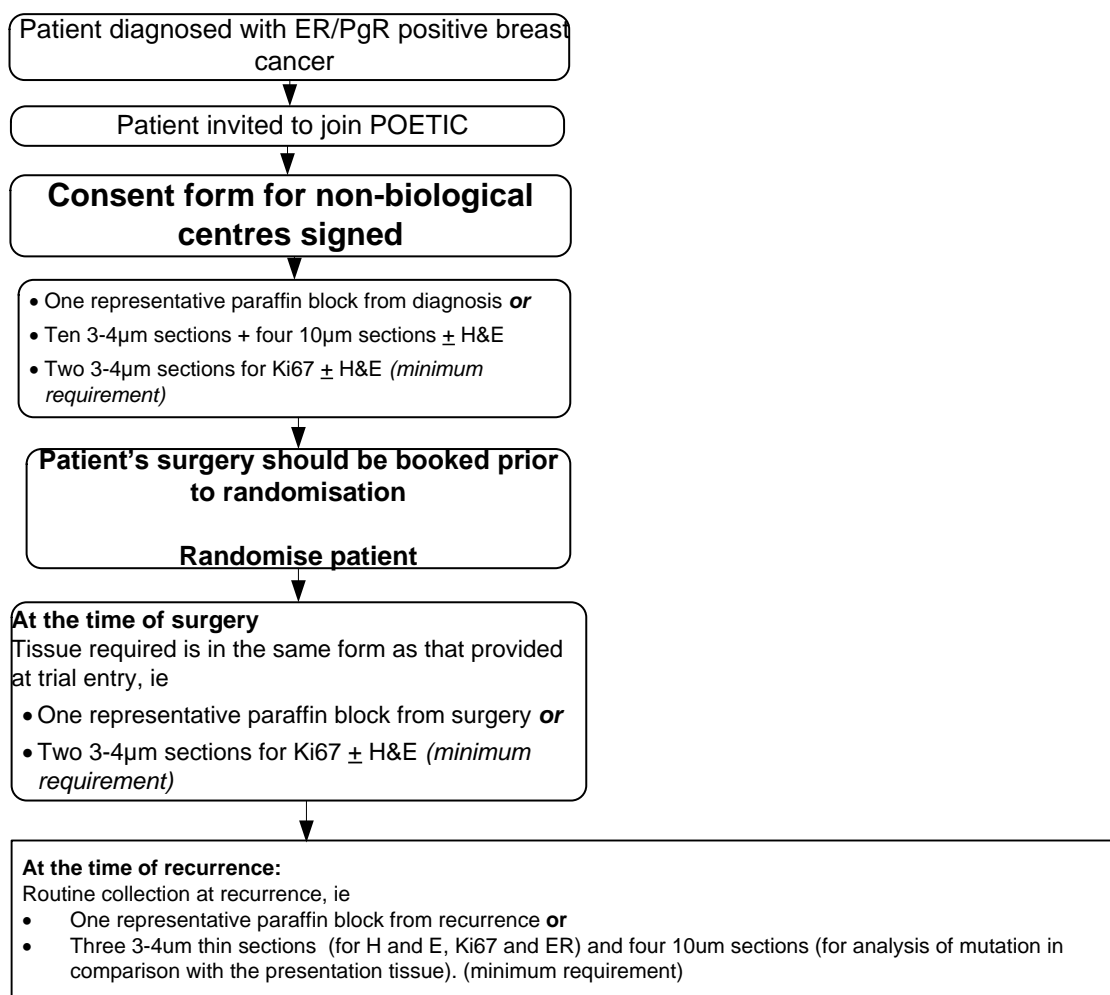 Patient diagnosed with ER/PgR positive breast
cancer
Patient invited to join POETIC
Consent form for non-biological
centres signed
• One representative paraffin block from diagnosis or
• Ten 3-4µm sections + four 10µm sections ± H&E
• Two 3-4µm sections for Ki67 ± H&E (minimum
requirement)
Patient's surgery should be booked prior
to randomisation
Randomise patient
At the time of surgery
Tissue required is in the same form as that provided
at trial entry, ie
• One representative paraffin block from surgery or
• Two 3-4µm sections for Ki67 ± H&E (minimum
requirement)
At the time of recurrence:
Routine collection at recurrence, ie
• One representative paraffin block from recurrence or
• Three 3-4um thin sections (for H and E, Ki67 and ER) and four 10um sections (for analysis of mutation in
comparison with the presentation tissue). (minimum requirement)